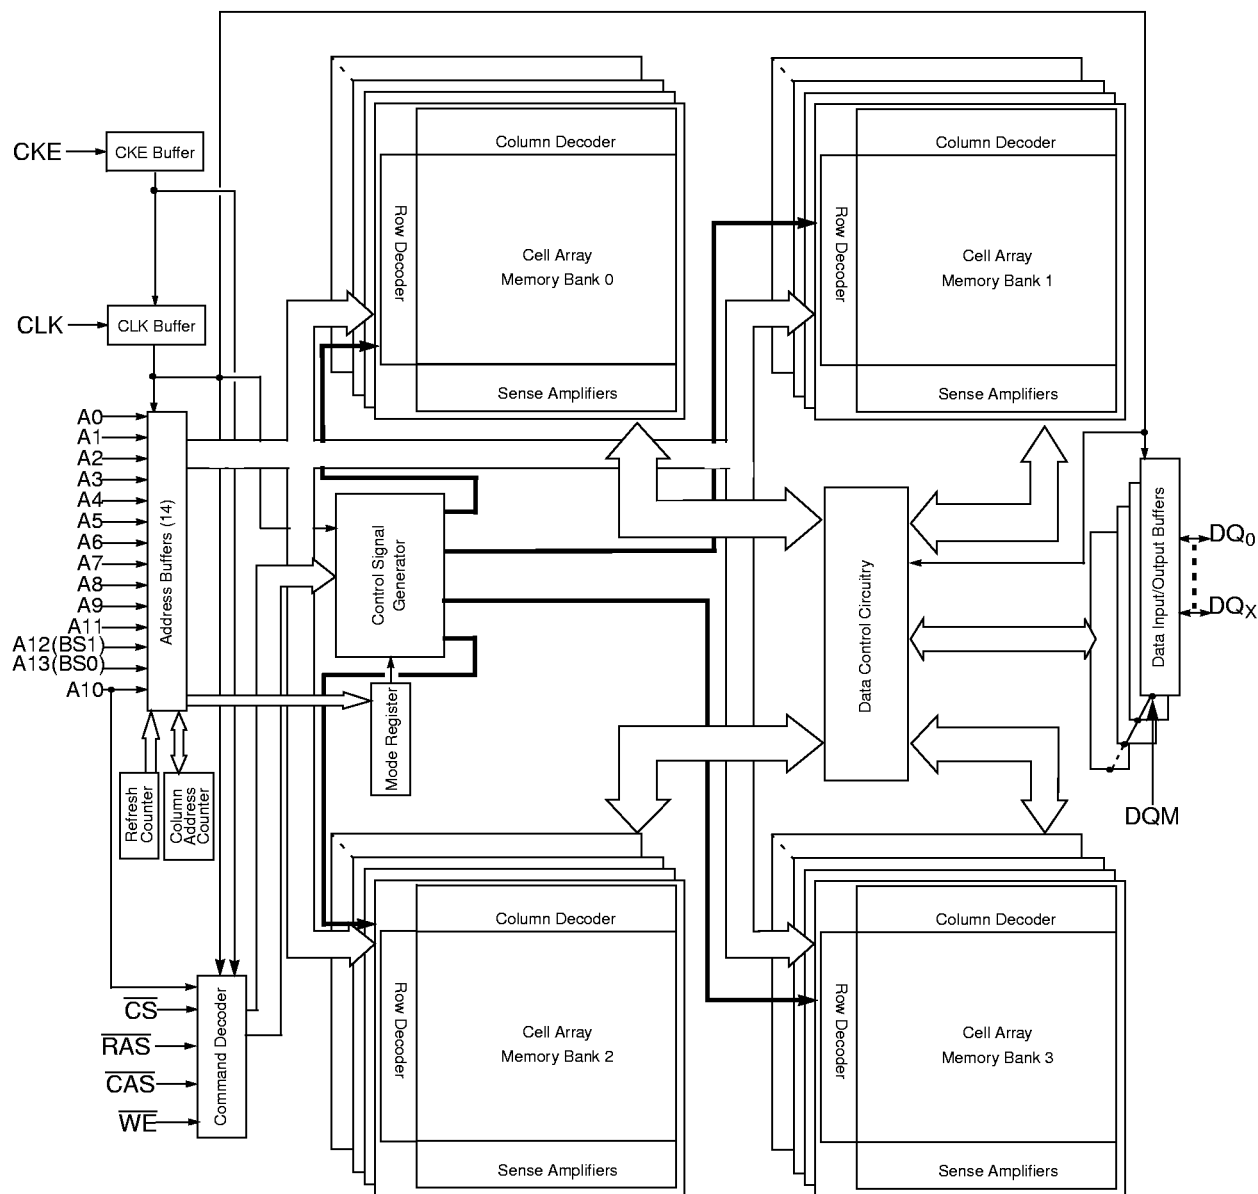 CKE
CKE Buffer
CLK
CLK Buffer
Column Decoder
Row Decoder
Cell Array
Memory Bank 0
Sense Amplifiers
Column Decoder
Row Decoder
Cell Array
Memory Bank 1
Sense Amplifiers
A0
A1
A2
A3
A4
A5
A6
A7
A8
A9
A11
A12(BS1)
A13(BS0)
A10
Address Buffers (14)
Refresh
Counter
Column
Address
Counter
Control Signal
Generator
Mode Register
Data Control Circuitry
Data Input/Output Buffers
DQ0
DQX
DQM
CS
RAS
CAS
WE
Command Decoder
Column Decoder
Row Decoder
Cell Array
Memory Bank 2
Sense Amplifiers
Column Decoder
Row Decoder
Cell Array
Memory Bank 3
Sense Amplifiers